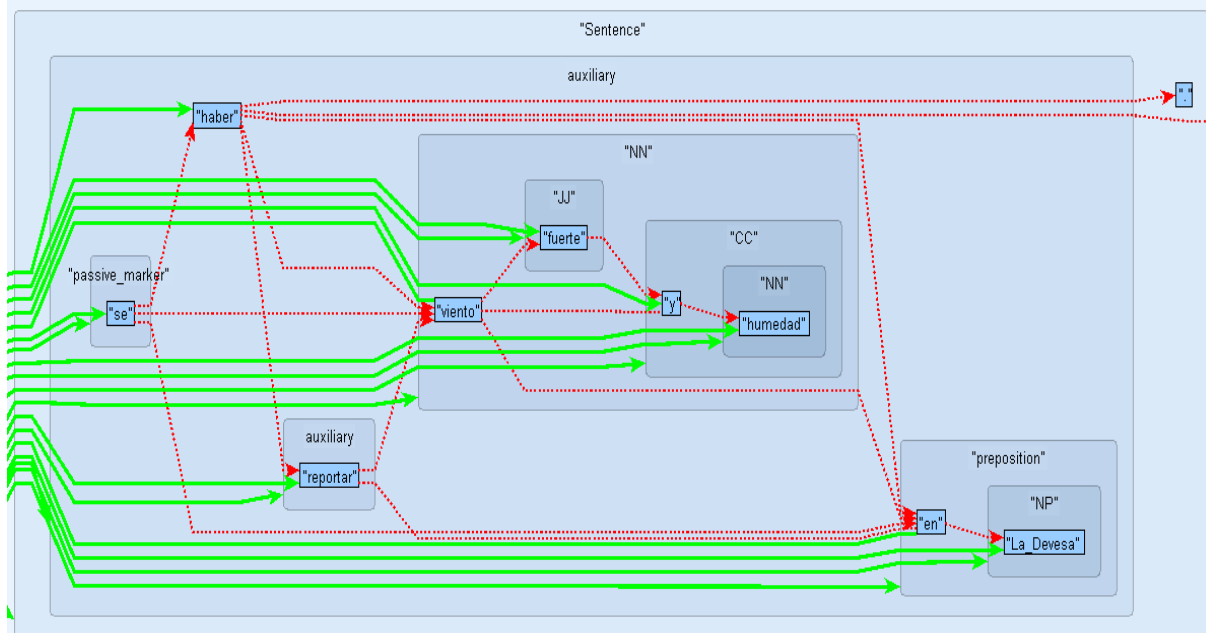 "Sentence"
auxiliary
"."
"haber"
"NN"
"JJ"
"fuerte"
"CC"
"passive_marker"
"NN"
"se"
"viento"
"y"
"humedad"
auxiliary
"reportar"
"preposition"
"NP"
"en"
"La_Devesa"